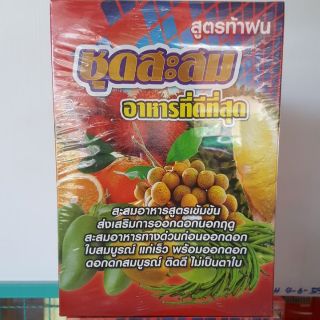 สูตรท้าฝน
ชุดสะสม
อาหารที่ดีที่สุด
สะสมอาหารสูตรเข้มข้น
ส่งเสริมการออกดอกนอกฤดู
สะสมอาหารทางด่วนก่อนออกดอก
ใบสมบูรณ์ แก่เร็ว พร้อมออกดอก
ดอกดกสมบูรณ์ ติดดี ไม่เป็นตาใบ